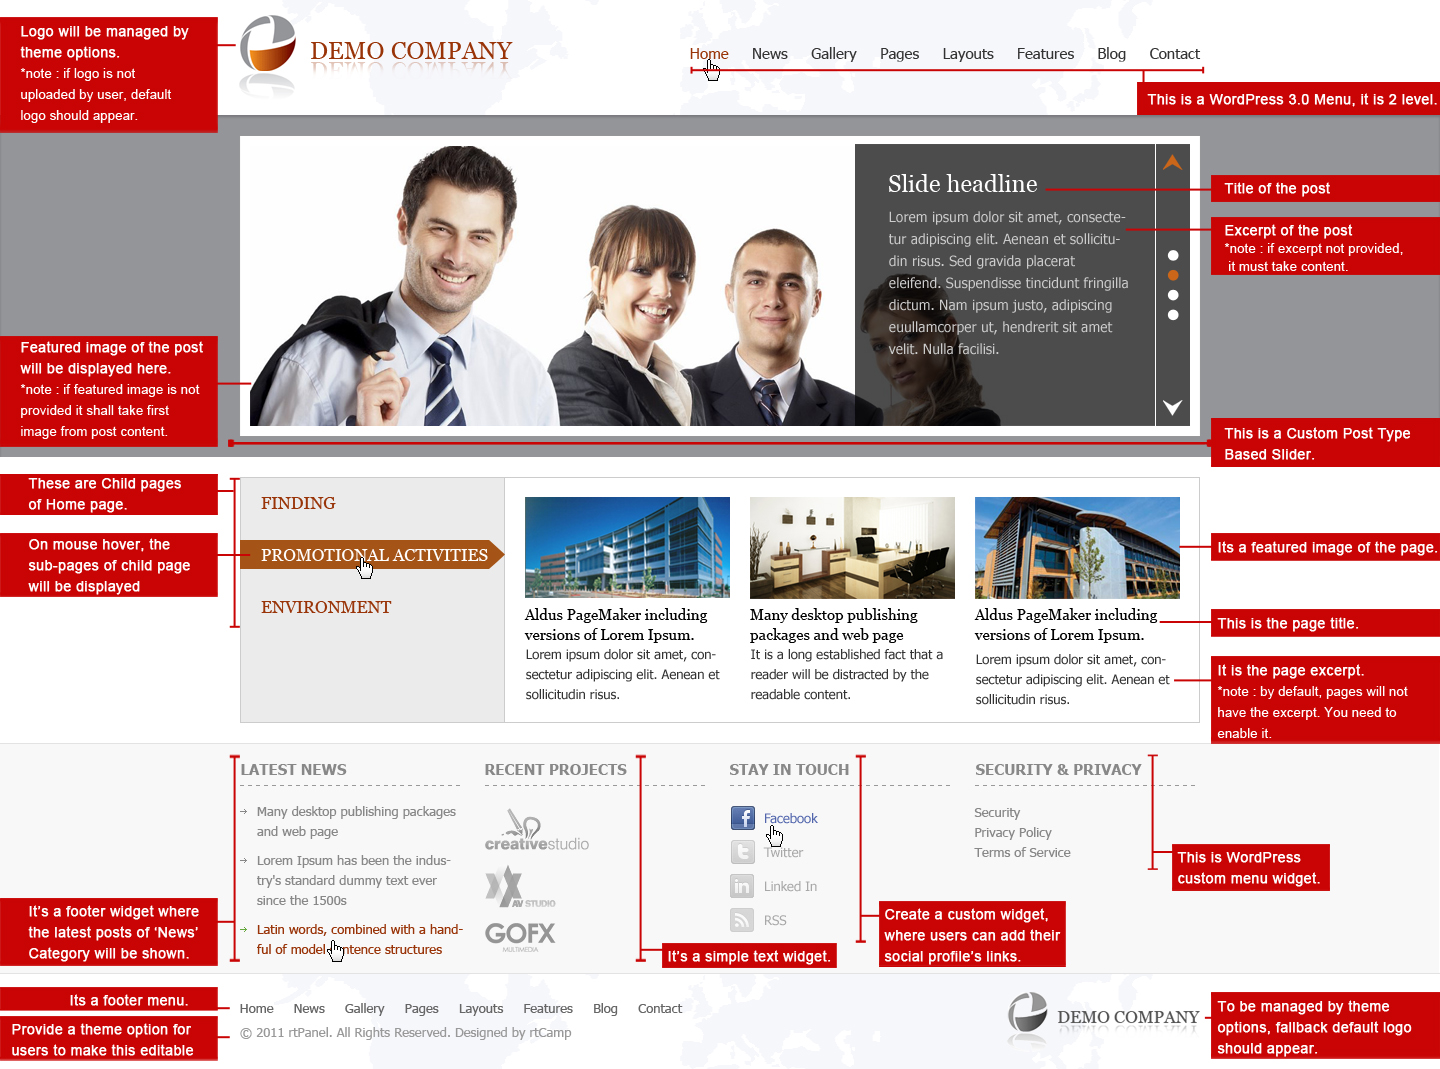 Logo will be managed by
theme options.
*note : if logo is not
uploaded by user, default
logo should appear.
DEMO COMPANY
Home News Gallery Pages Layouts Features Blog Contact
This is a WordPress 3.0 Menu, it is 2 level.
Slide headline
Title of the post
Lorem ipsum dolor sit amet, consecte-
tur adipiscing elit. Aenean et sollicitu-
din risus. Sed gravida placerat
eleifend. Suspendisse tincidunt fringilla
dictum. Nam ipsum justo, adipiscing
euullamcorper ut, hendrerit sit amet
velit. Nulla facilisi.
Excerpt of the post
*note : if excerpt not provided,
it must take content.
Featured image of the post
will be displayed here.
*note : if featured image is not
provided it shall take first
image from post content.
This is a Custom Post Type
Based Slider.
These are Child pages
of Home page.
On mouse hover, the
sub-pages of child page
will be displayed
FINDING
PROMOTIONAL ACTIVITIES
ENVIRONMENT
Its a featured image of the page.
Aldus PageMaker including
versions of Lorem Ipsum.
Lorem ipsum dolor sit amet, con-
sectetur adipiscing elit. Aenean et
sollicitudin risus.
Many desktop publishing
packages and web page
It is a long established fact that a
reader will be distracted by the
readable content.
Aldus PageMaker including
versions of Lorem Ipsum.
Lorem ipsum dolor sit amet, con-
sectetur adipiscing elit. Aenean et
sollicitudin risus.
This is the page title.
It is the page excerpt.
*note : by default, pages will not
have the excerpt. You need to
enable it.
LATEST NEWS
Many desktop publishing packages
and web page
Lorem Ipsum has been the indus-
try's standard dummy text ever
since the 1500s
Latin words, combined with a hand-
ful of model sentence structures
It's a footer widget where
the latest posts of 'News'
Category will be shown.
RECENT PROJECTS
creativestudio
AV STUDIO
GOFX
MULTIMEDIA
It's a simple text widget.
STAY IN TOUCH
Facebook
Twitter
Linked In
RSS
Create a custom widget,
where users can add their
social profile's links.
SECURITY & PRIVACY
Security
Privacy Policy
Terms of Service
This is WordPress
custom menu widget.
Its a footer menu.
Home News Gallery Pages Layouts Features Blog Contact
Provide a theme option for
users to make this editable
© 2011 rtPanel. All Rights Reserved. Designed by rtCamp
DEMO COMPANY
To be managed by theme
options, fallback default logo
should appear.